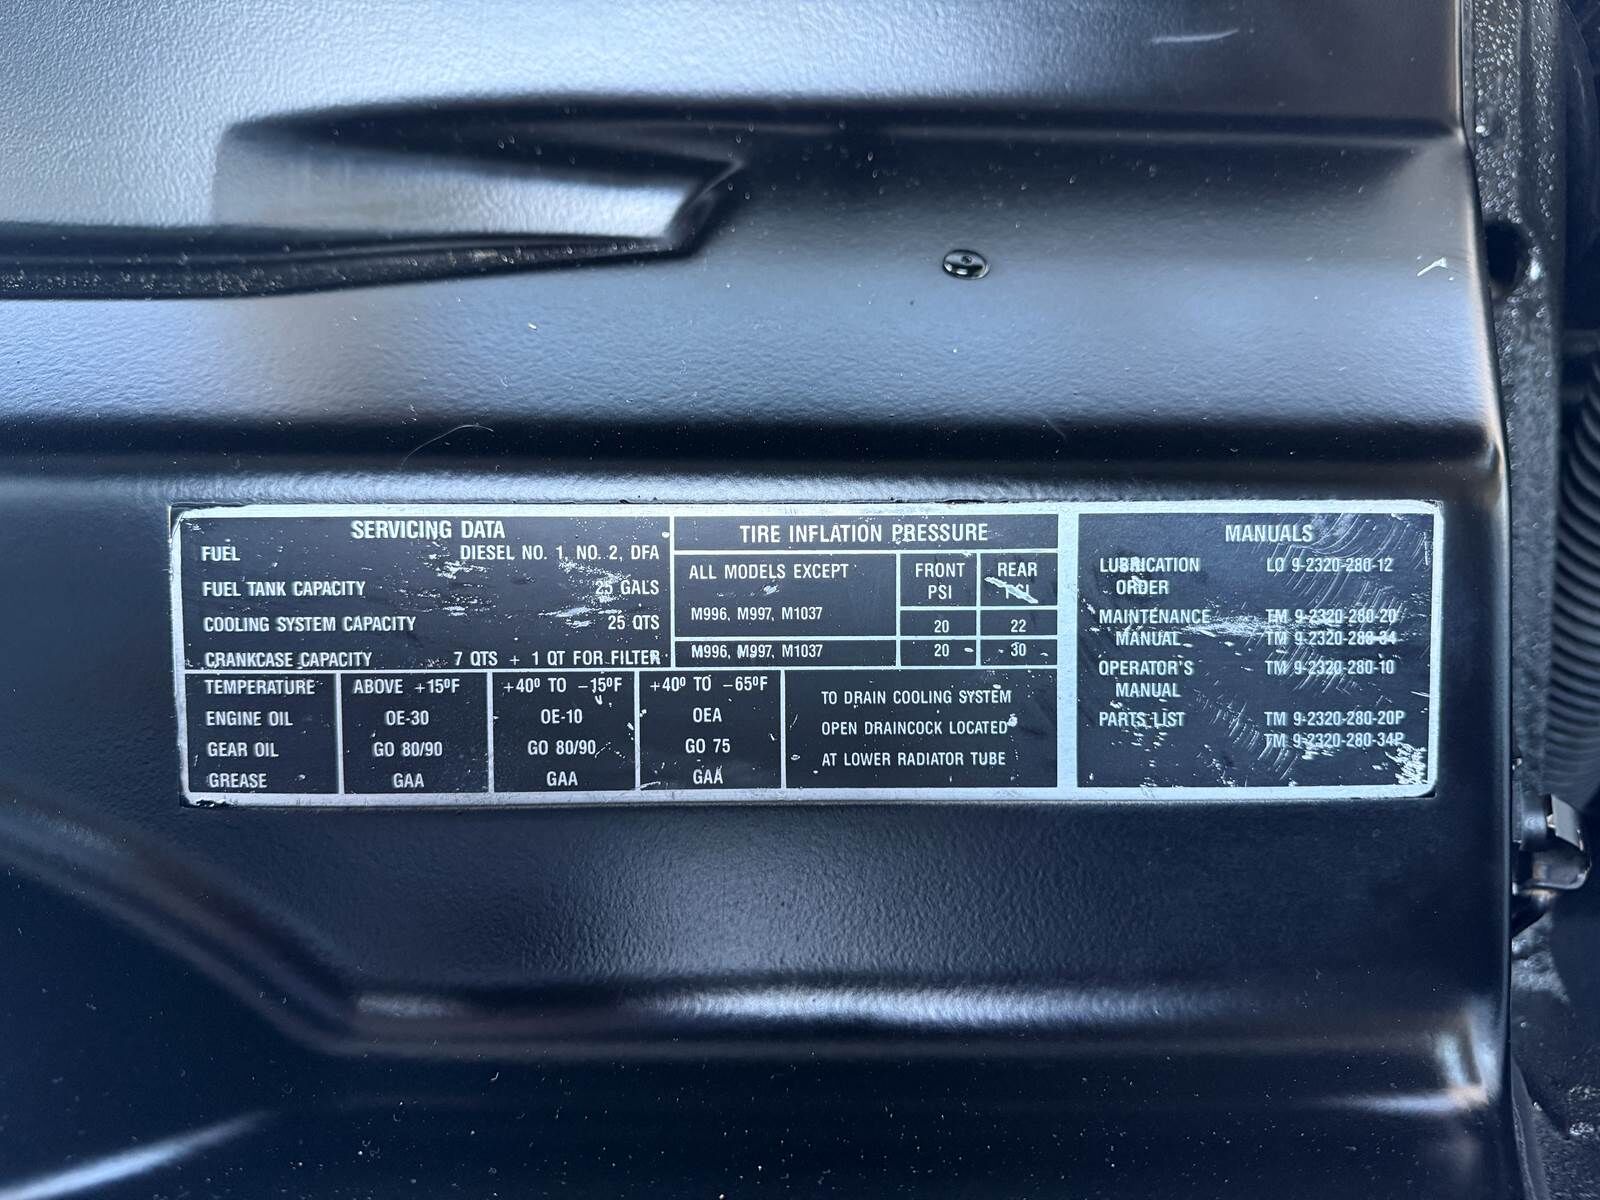 SERVICING DATA
FUEL DIESEL NO. 1, NO. 2, DFA
FUEL TANK CAPACITY 25 GALS
COOLING SYSTEM CAPACITY 25 QTS
CRANKCASE CAPACITY 7 QTS + 1 QT FOR FILTER
TEMPERATURE ABOVE +15ºF +40º TO -15ºF +40º TO -65ºF
ENGINE OIL OE-30 OE-10 OEA
GEAR OIL GO 80/90 GO 80/90 GO 75
GREASE GAA GAA GAA
TIRE INFLATION PRESSURE
ALL MODELS EXCEPT FRONT REAR
PSI PSI
M996, M997, M1037 20 22
M996, M997, M1037 20 30
TO DRAIN COOLING SYSTEM
OPEN DRAINCOCK LOCATED
AT LOWER RADIATOR TUBE
MANUALS
LUBRICATION LO 9-2320-280-12
ORDER
MAINTENANCE TM 9-2320-280-20
MANUAL TM 9-2320-280-34
OPERATOR'S TM 9-2320-280-10
MANUAL
PARTS LIST TM 9-2320-280-20P
TM 9-2320-280-34P